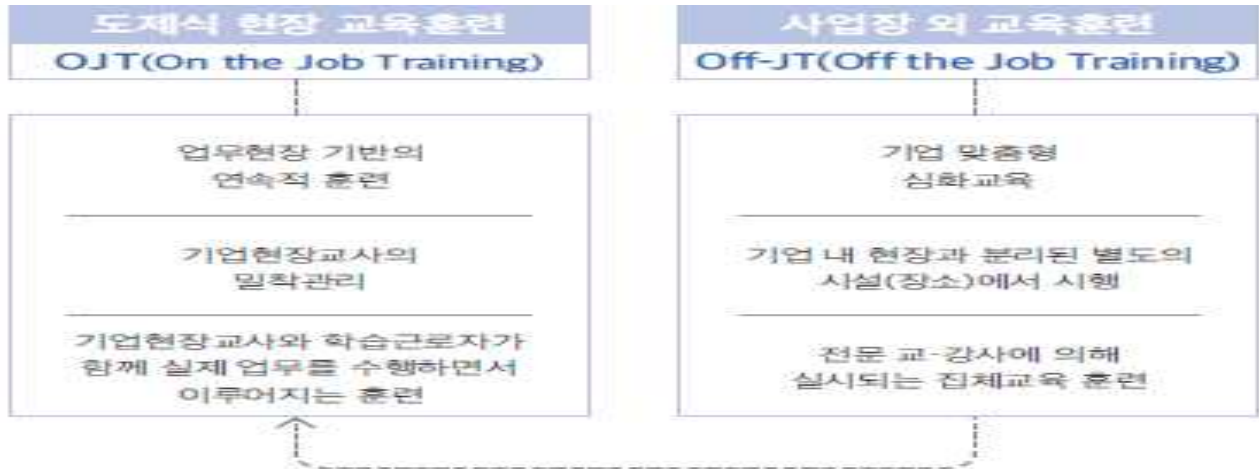 도제식 현장 교육훈련
OJT(On the Job Training)
업무현장 기반의
연속적 훈련
기업현장교사의
밀착관리
기업현장교사와 학습근로자가
함께 실제 업무를 수행하면서
이루어지는 훈련
사업장 외 교육훈련
Off-JT(Off the Job Training)
기업 맞춤형
심화교육
기업 내 현장과 분리된 별도의
시설(장소)에서 시행
전문 교·강사에 의해
실시되는 집체교육 훈련